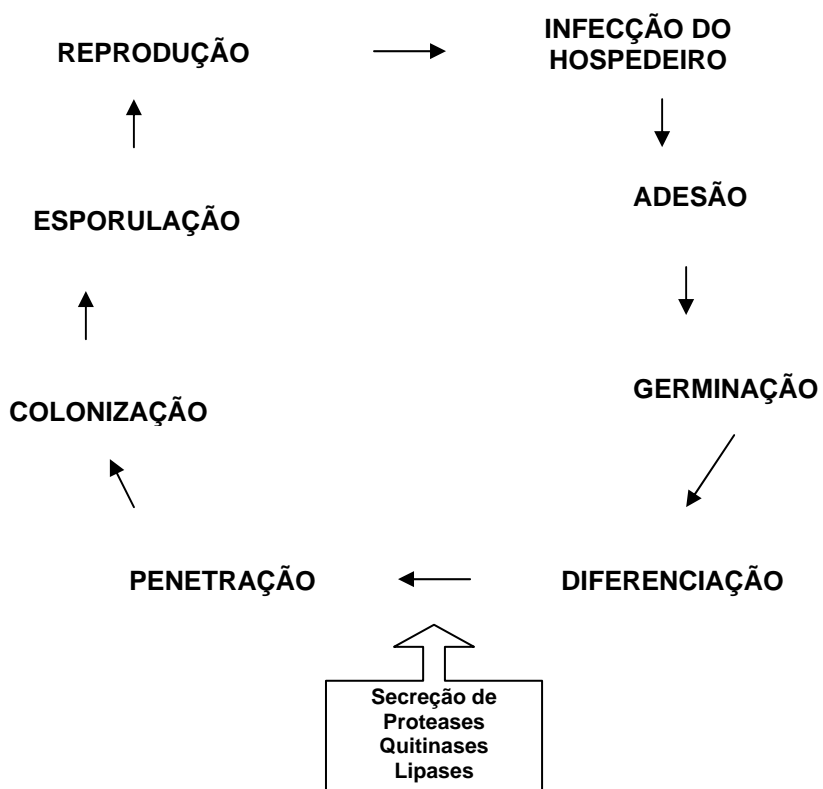 REPRODUÇÃO
INFECÇÃO DO
HOSPEDEIRO
ADESÃO
ESPORULAÇÃO
GERMINAÇÃO
COLONIZAÇÃO
PENETRAÇÃO
DIFERENCIAÇÃO
Secreção de
Proteases
Quitinases
Lipases